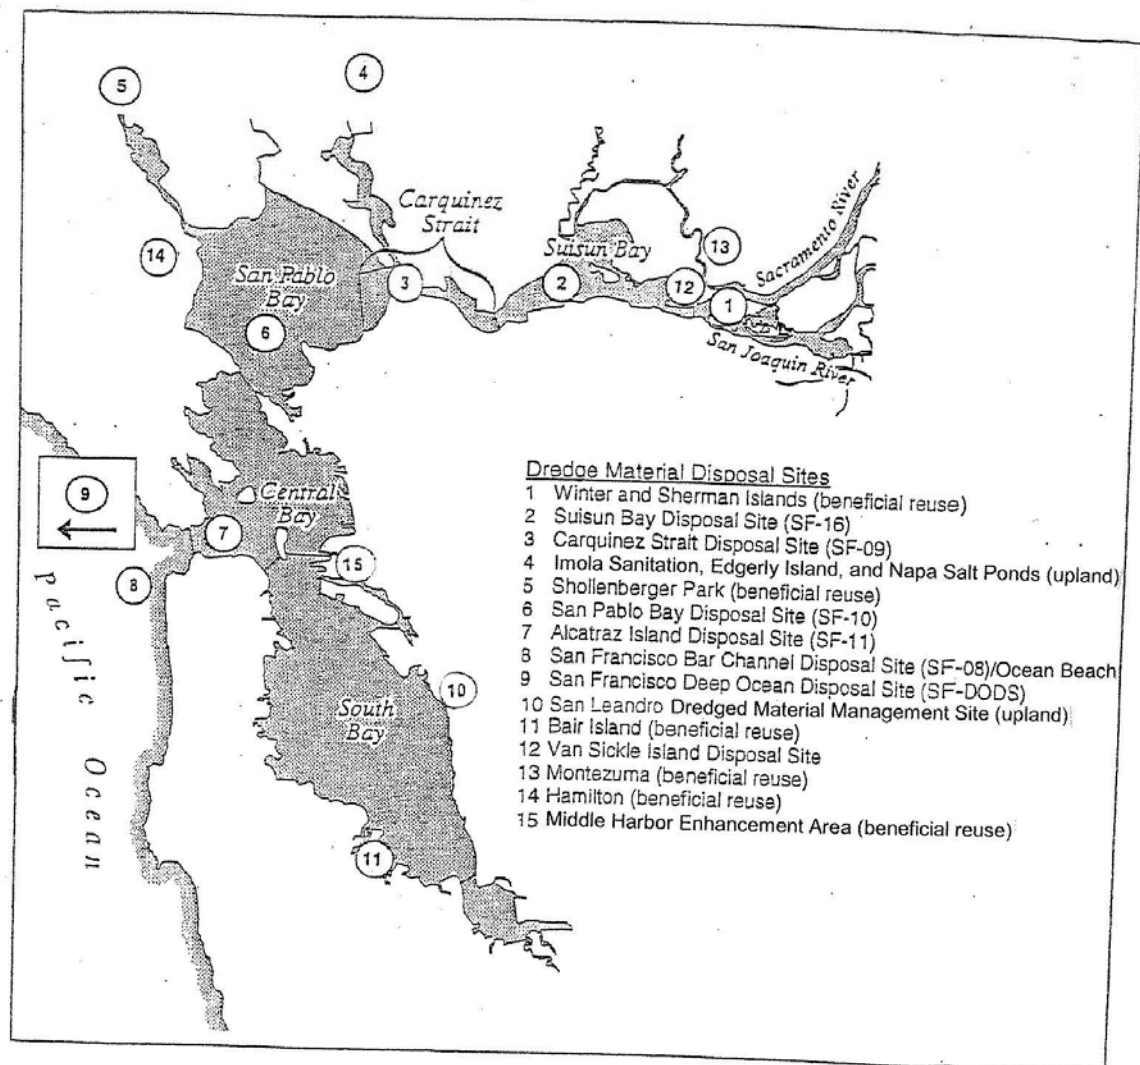 5
4
Carquinez
Strait
14
San Pablo
Bay
3
Suisun Bay
2
13
12
1
Sacramento River
San Joaquin
River
6
9
Central
Bay
7
8
15
Pacific Ocean
10
South
Bay
11
Dredge Material Disposal Sites
1 Winter and Sherman Islands (beneficial reuse)
2 Suisun Bay Disposal Site (SF-16)
3 Carquinez Strait Disposal Site (SF-09)
4 Imola Sanitation, Edgerly Island, and Napa Salt Ponds (upland)
5 Shollenberger Park (beneficial reuse)
6 San Pablo Bay Disposal Site (SF-10)
7 Alcatraz Island Disposal Site (SF-11)
8 San Francisco Bar Channel Disposal Site (SF-08)/Ocean Beach
9 San Francisco Deep Ocean Disposal Site (SF-DODS)
10 San Leandro Dredged Material Management Site (upland)
11 Bair Island (beneficial reuse)
12 Van Sickle Island Disposal Site
13 Montezuma (beneficial reuse)
14 Hamilton (beneficial reuse)
15 Middle Harbor Enhancement Area (beneficial reuse)